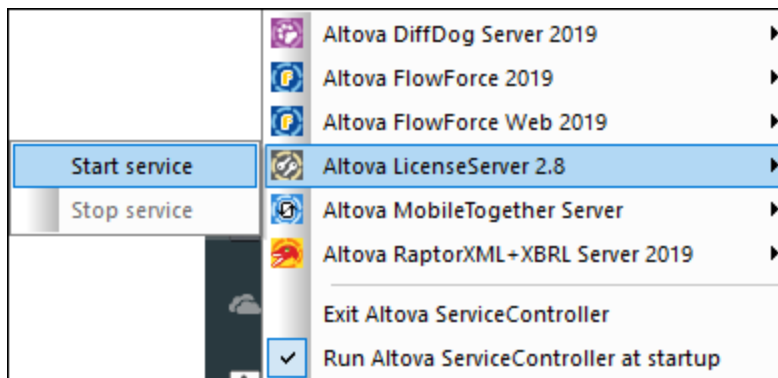 Altova DiffDog Server 2019
Altova FlowForce 2019
Altova FlowForce Web 2019
Start service
Altova LicenseServer 2.8
Stop service
Altova MobileTogether Server
Altova RaptorXML+XBRL Server 2019
Exit Altova ServiceController
Run Altova ServiceController at startup